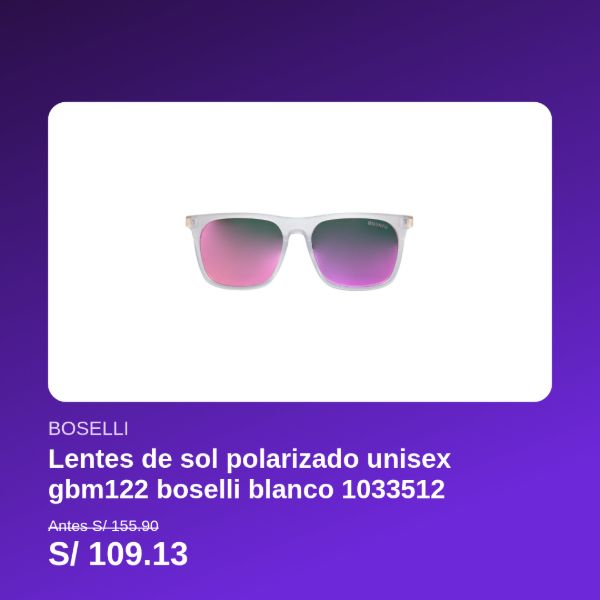 BOSELLI
Lentes de sol polarizado unisex
gbm122 boselli blanco 1033512
Antes S/ 155.90
S/ 109.13